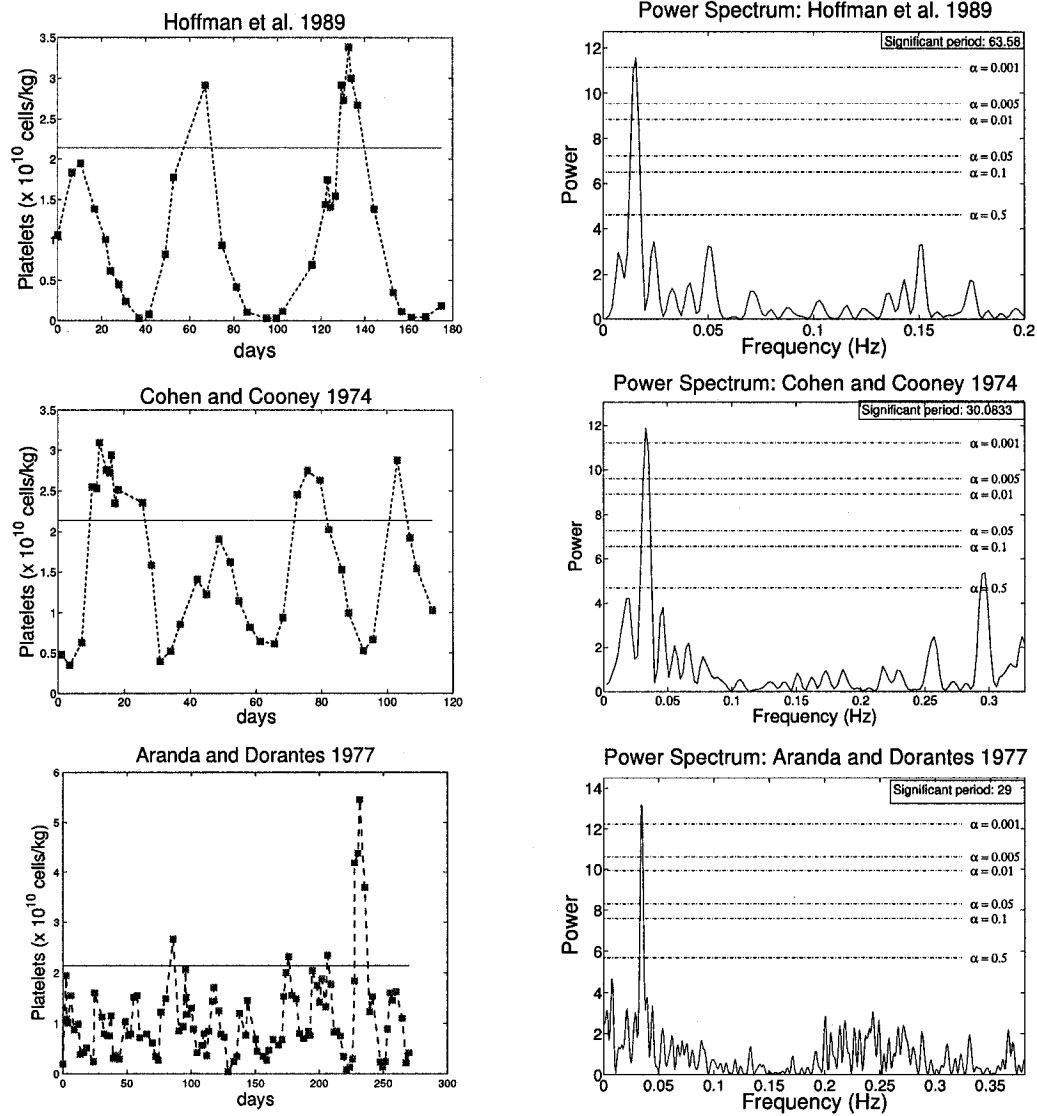 Hoffman et al. 1989
Platelets (x 10^10 cells/kg)
3.5
3
2.5
2
1.5
1
0.5
0
0 20 40 60 80 100 120 140 160 180
days
Power Spectrum: Hoffman et al. 1989
Significant period: 63.58
Power
12
10
8
6
4
2
0
α = 0.001
α = 0.005
α = 0.01
α = 0.05
α = 0.1
α = 0.5
0 0.05 0.1 0.15 0.2
Frequency (Hz)
Cohen and Cooney 1974
Platelets (x 10^10 cells/kg)
3.5
3
2.5
2
1.5
1
0.5
0
0 20 40 60 80 100 120
days
Power Spectrum: Cohen and Cooney 1974
Significant period: 30.0833
Power
12
10
8
6
4
2
0
α = 0.001
α = 0.005
α = 0.01
α = 0.05
α = 0.1
α = 0.5
0 0.05 0.1 0.15 0.2 0.25 0.3
Frequency (Hz)
Aranda and Dorantes 1977
Platelets (x 10^10 cells/kg)
6
5
4
3
2
1
0
0 50 100 150 200 250 300
days
Power Spectrum: Aranda and Dorantes 1977
Significant period: 29
Power
14
12
10
8
6
4
2
0
α = 0.001
α = 0.005
α = 0.01
α = 0.05
α = 0.1
α = 0.5
0 0.05 0.1 0.15 0.2 0.25 0.3 0.35
Frequency (Hz)